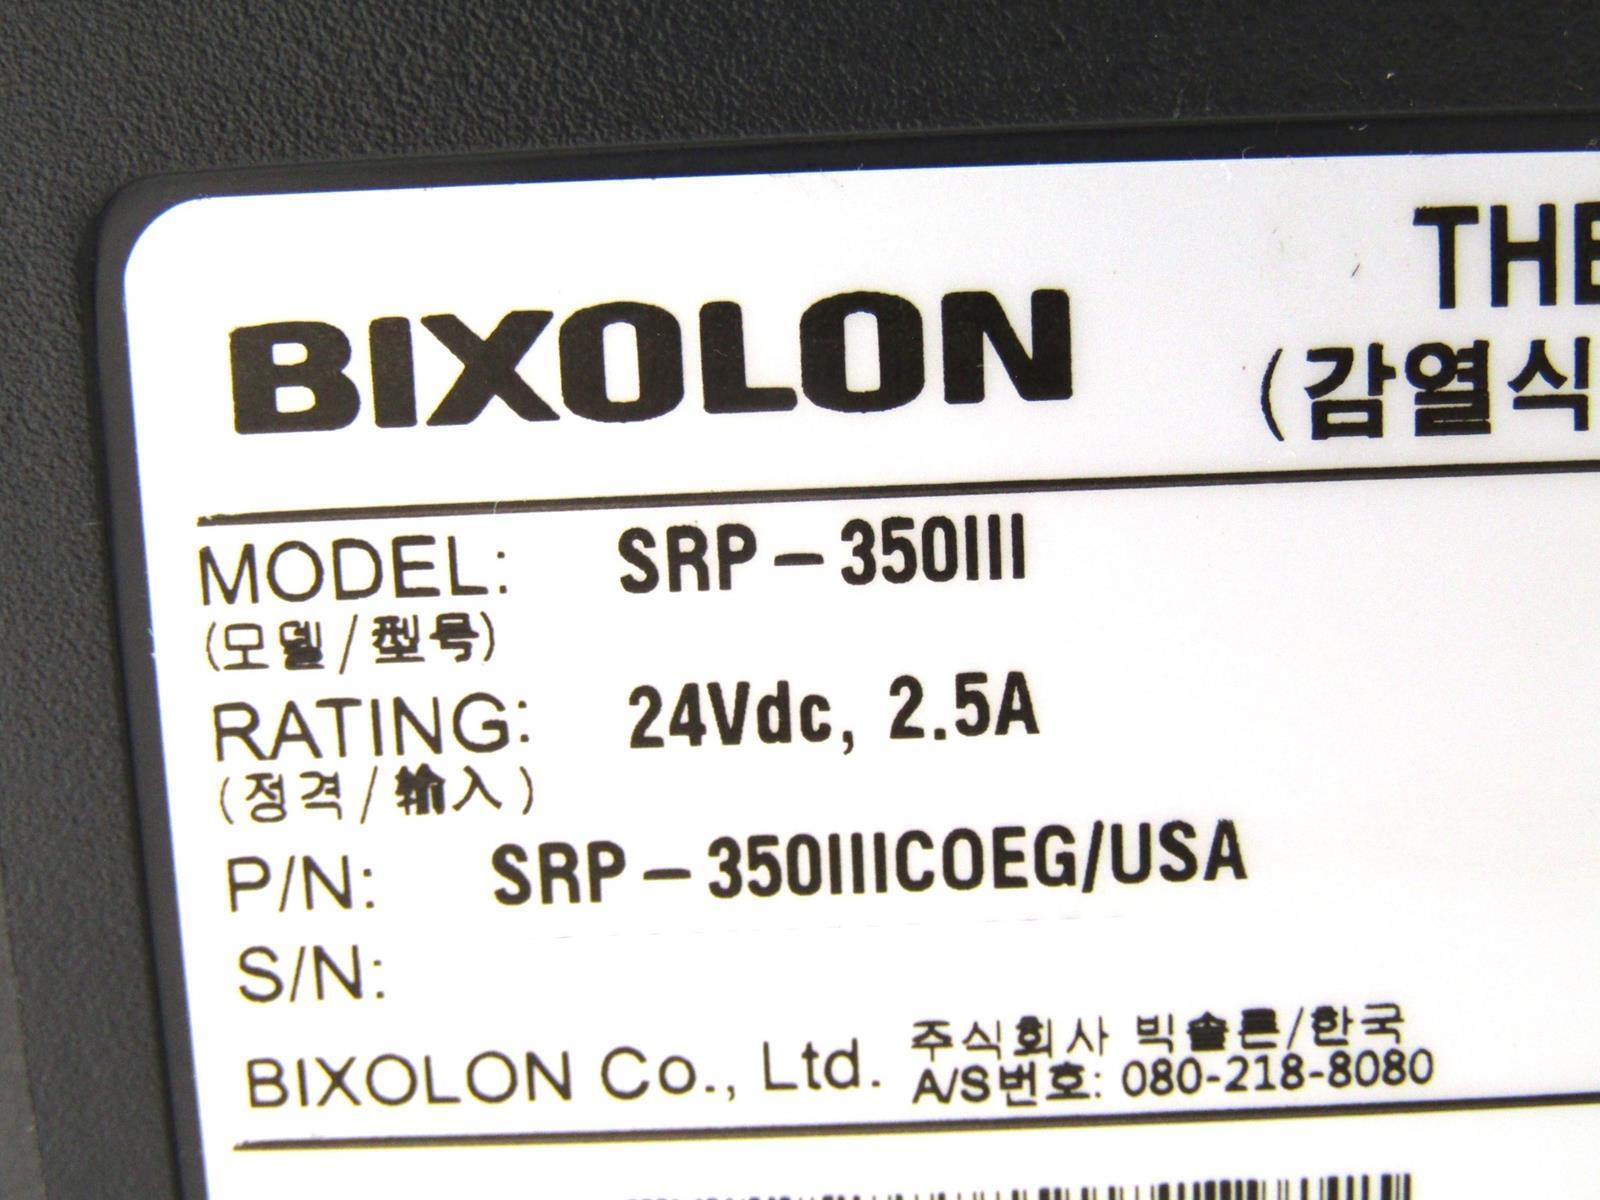 BIXOLON
THE
(감열식
MODEL: SRP-350III
(모델/型号)
RATING: 24Vdc, 2.5A
(정격/输入)
P/N: SRP-350IIICOEG/USA
S/N:
BIXOLON Co., Ltd. 주식회사 빅솔론/한국
A/S번호: 080-218-8080